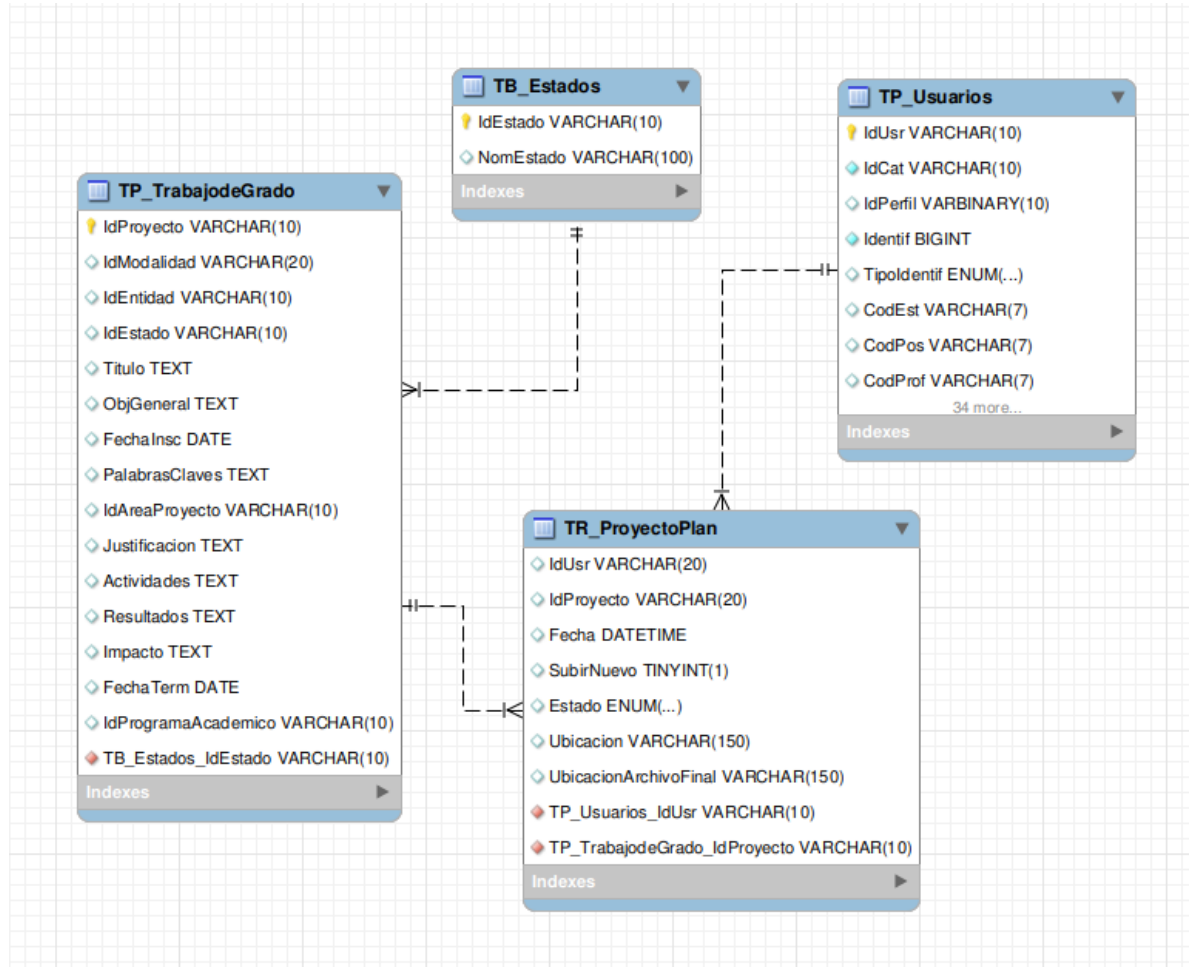 TB_Estados
IdEstado VARCHAR(10)
NomEstado VARCHAR(100)
Indexes
TP_Usuarios
IdUsr VARCHAR(10)
IdCat VARCHAR(10)
IdPerfil VARBINARY(10)
Identif BIGINT
TipoIdentif ENUM(...)
CodEst VARCHAR(7)
CodPos VARCHAR(7)
CodProf VARCHAR(7)
34 more...
Indexes
TP_TrabajodeGrado
IdProyecto VARCHAR(10)
IdModalidad VARCHAR(20)
IdEntidad VARCHAR(10)
IdEstado VARCHAR(10)
Titulo TEXT
ObjGeneral TEXT
FechaInsc DATE
PalabrasClaves TEXT
IdAreaProyecto VARCHAR(10)
Justificacion TEXT
Actividades TEXT
Resultados TEXT
Impacto TEXT
FechaTerm DATE
IdProgramaAcademico VARCHAR(10)
TB_Estados_IdEstado VARCHAR(10)
Indexes
TR_ProyectoPlan
IdUsr VARCHAR(20)
IdProyecto VARCHAR(20)
Fecha DATETIME
SubirNuevo TINYINT(1)
Estado ENUM(...)
Ubicacion VARCHAR(150)
UbicacionArchivoFinal VARCHAR(150)
TP_Usuarios_IdUsr VARCHAR(10)
TP_TrabajodeGrado_IdProyecto VARCHAR(10)
Indexes